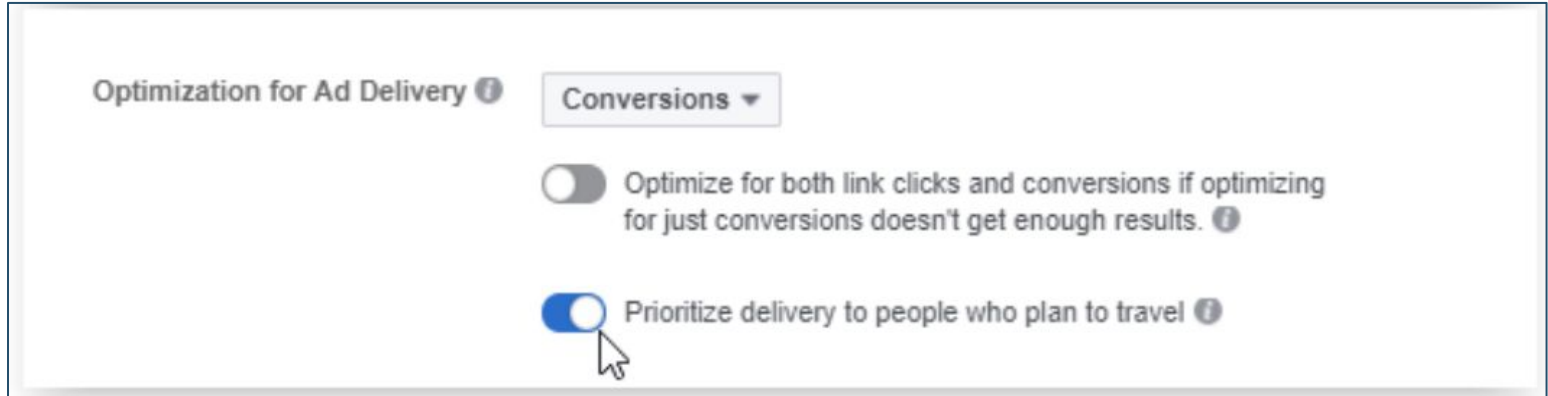 Optimization for Ad Delivery
Conversions
Optimize for both link clicks and conversions if optimizing
for just conversions doesn't get enough results.
Prioritize delivery to people who plan to travel